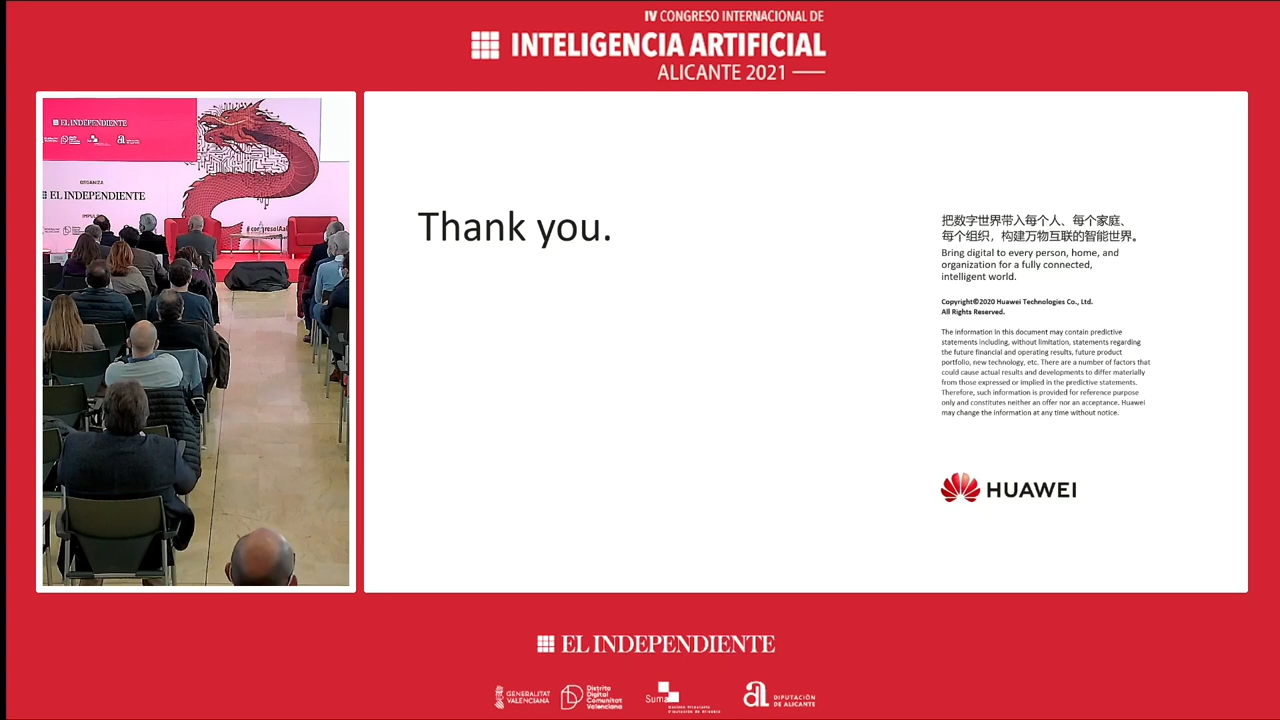 IV CONGRESO INTERNACIONAL DE
INTELIGENCIA ARTIFICIAL
ALICANTE 2021
EL INDEPENDIENTE
ORGANIZA
EL INDEPENDIENTE
Thank you.
把数字世界带入每个人、每个家庭、
每个组织，构建万物互联的智能世界。
Bring digital to every person, home, and
organization for a fully connected,
intelligent world.
Copyright©2020 Huawei Technologies Co., Ltd.
All Rights Reserved.
The information in this document may contain predictive
statements including, without limitation, statements regarding
the future financial and operating results, future product
portfolio, new technology, etc. There are a number of factors that
could cause actual results and developments to differ materially
from those expressed or implied in the predictive statements.
Therefore, such information is provided for reference purpose
only and constitutes neither an offer nor an acceptance. Huawei
may change the information at any time without notice.
HUAWEI
EL INDEPENDIENTE
GENERALITAT
VALENCIANA
Distrito
Digital
Comunitat
Valenciana
Suma
DIPUTACIÓN
DE ALICANTE